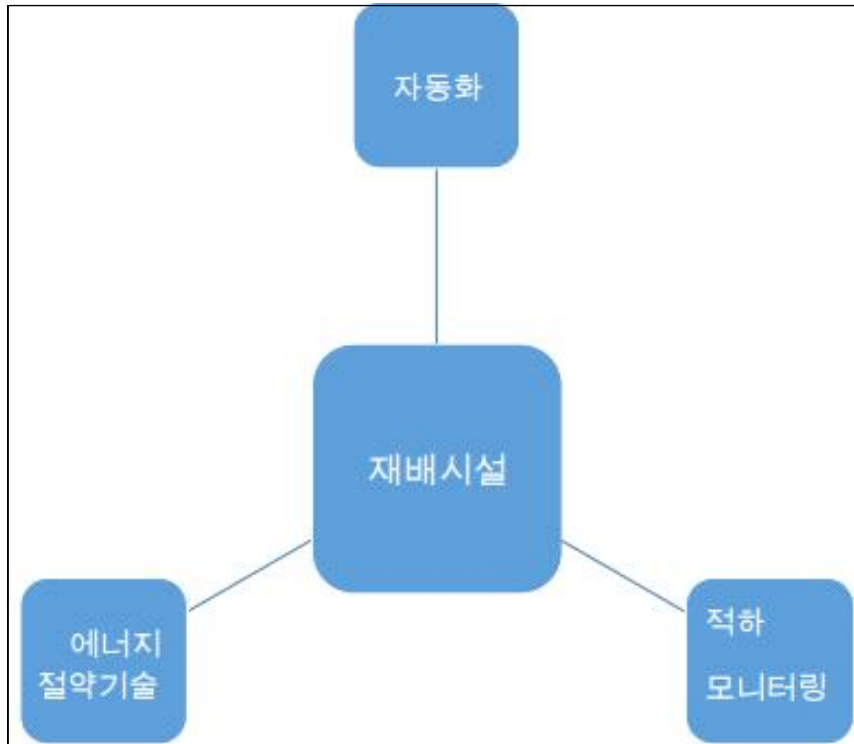 자동화
재배시설
에너지
절약기술
적하
모니터링